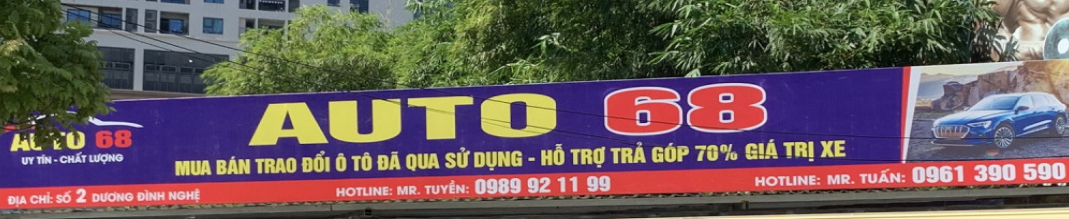 AUTO 68
UY TÍN - CHẤT LƯỢNG
AUTO 68
MUA BÁN TRAO ĐỔI Ô TÔ ĐÃ QUA SỬ DỤNG - HỖ TRỢ TRẢ GÓP 70% GIÁ TRỊ XE
ĐỊA CHỈ: SỐ 2 DƯƠNG ĐÌNH NGHỆ
HOTLINE: MR. TUYỀN: 0989 92 11 99
HOTLINE: MR. TUẤN: 0961 390 590